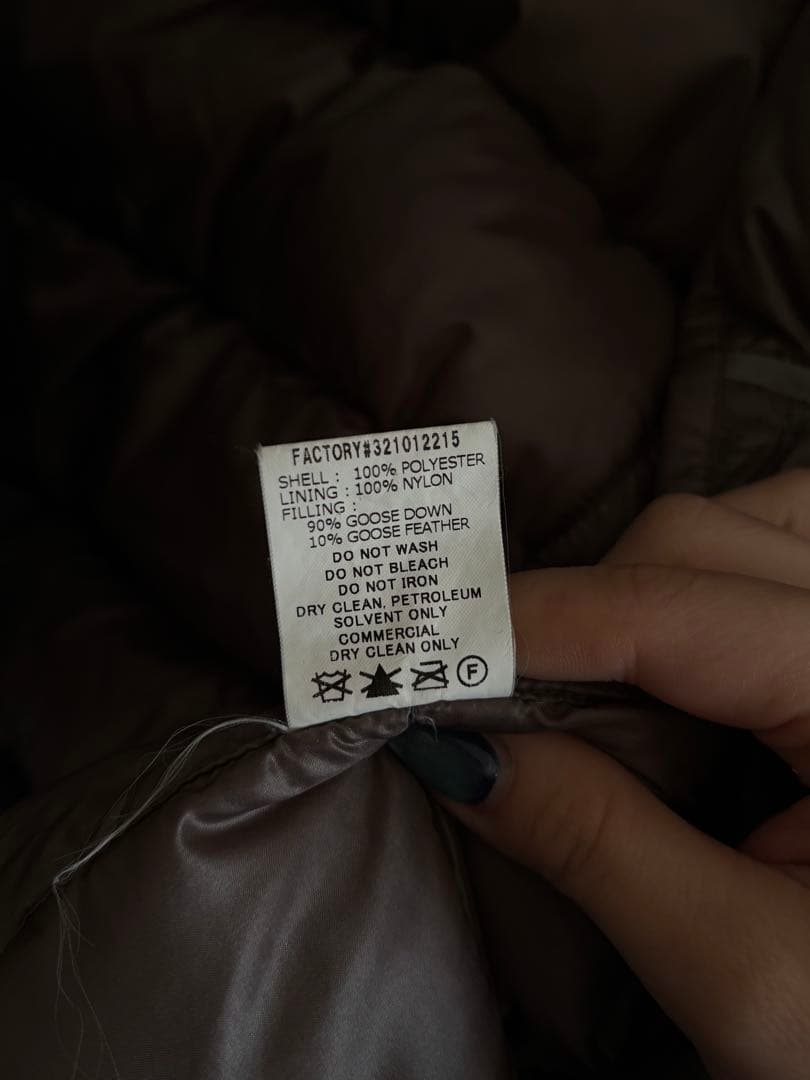 FACTORY#321012215
SHELL : 100% POLYESTER
LINING : 100% NYLON
FILLING :
90% GOOSE DOWN
10% GOOSE FEATHER
DO NOT WASH
DO NOT BLEACH
DO NOT IRON
DRY CLEAN, PETROLEUM
SOLVENT ONLY
COMMERCIAL
DRY CLEAN ONLY
F